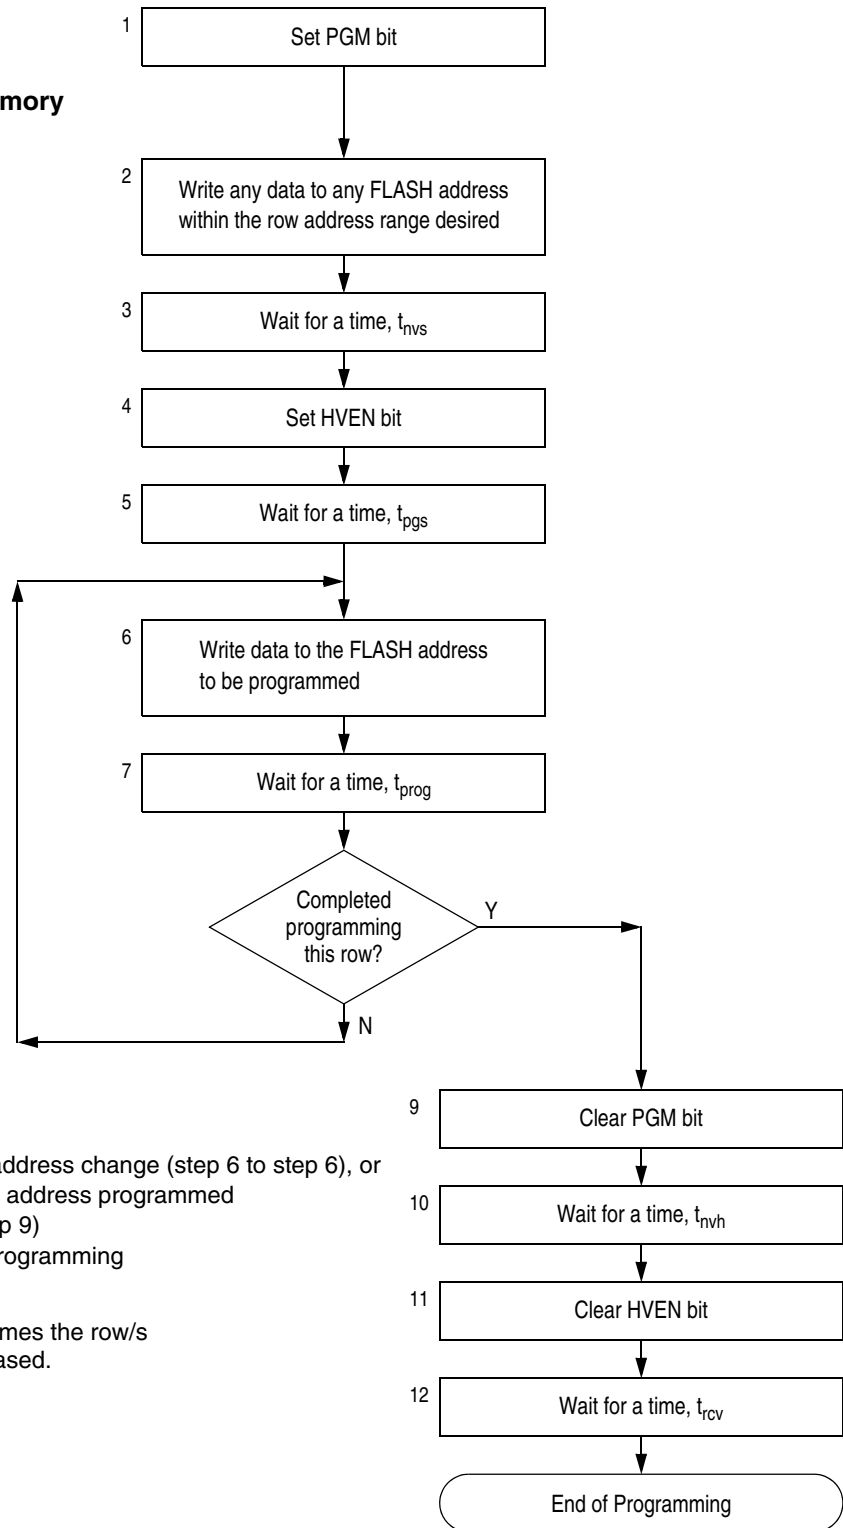 1
Set PGM bit
mory
2
Write any data to any FLASH address
within the row address range desired
3
Wait for a time, tnvs
4
Set HVEN bit
5
Wait for a time, tpgs
6
Write data to the FLASH address
to be programmed
7
Wait for a time, tprog
Completed
programming
this row?
Y
N
9
Clear PGM bit
address change (step 6 to step 6), or
address programmed
p 9)
rogramming
10
Wait for a time, tnvh
11
Clear HVEN bit
mes the row/s
ased.
12
Wait for a time, trcv
End of Programming